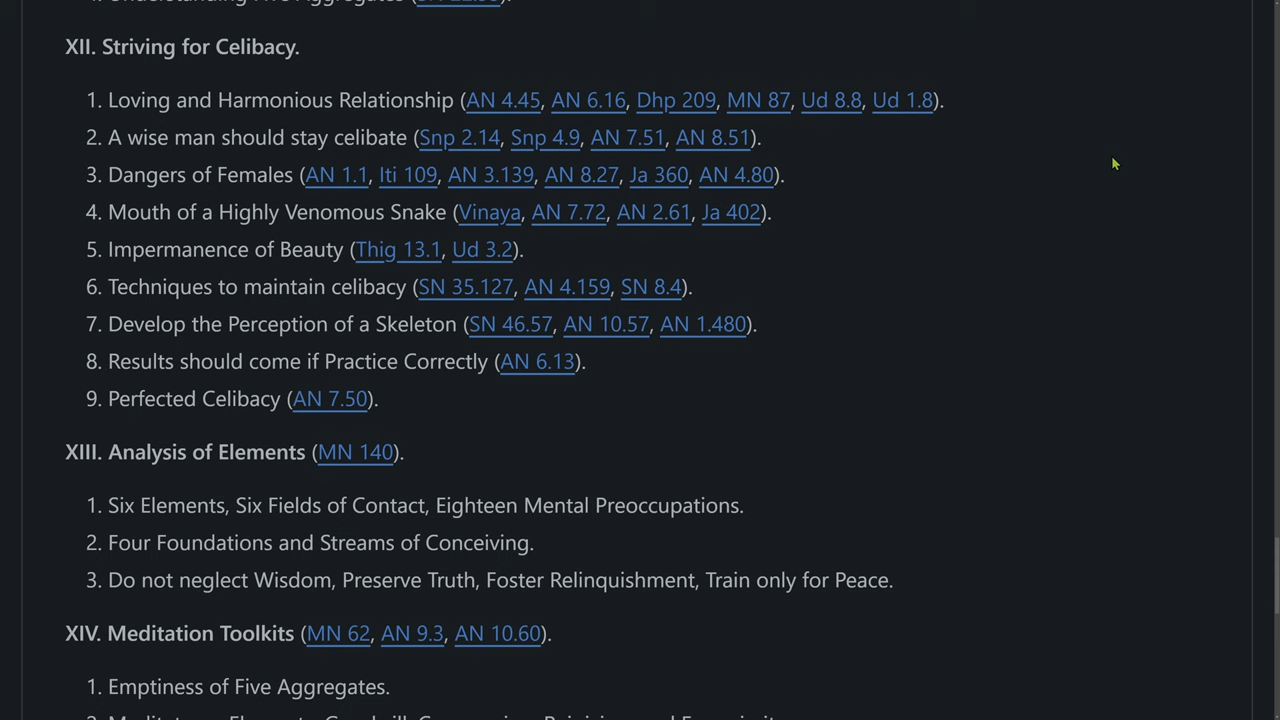 XII. Striving for Celibacy.
1. Loving and Harmonious Relationship (AN 4.45, AN 6.16, Dhp 209, MN 87, Ud 8.8, Ud 1.8).
2. A wise man should stay celibate (Snp 2.14, Snp 4.9, AN 7.51, AN 8.51).
3. Dangers of Females (AN 1.1, Iti 109, AN 3.139, AN 8.27, Ja 360, AN 4.80).
4. Mouth of a Highly Venomous Snake (Vinaya, AN 7.72, AN 2.61, Ja 402).
5. Impermanence of Beauty (Thig 13.1, Ud 3.2).
6. Techniques to maintain celibacy (SN 35.127, AN 4.159, SN 8.4).
7. Develop the Perception of a Skeleton (SN 46.57, AN 10.57, AN 1.480).
8. Results should come if Practice Correctly (AN 6.13).
9. Perfected Celibacy (AN 7.50).
XIII. Analysis of Elements (MN 140).
1. Six Elements, Six Fields of Contact, Eighteen Mental Preoccupations.
2. Four Foundations and Streams of Conceiving.
3. Do not neglect Wisdom, Preserve Truth, Foster Relinquishment, Train only for Peace.
XIV. Meditation Toolkits (MN 62, AN 9.3, AN 10.60).
1. Emptiness of Five Aggregates.